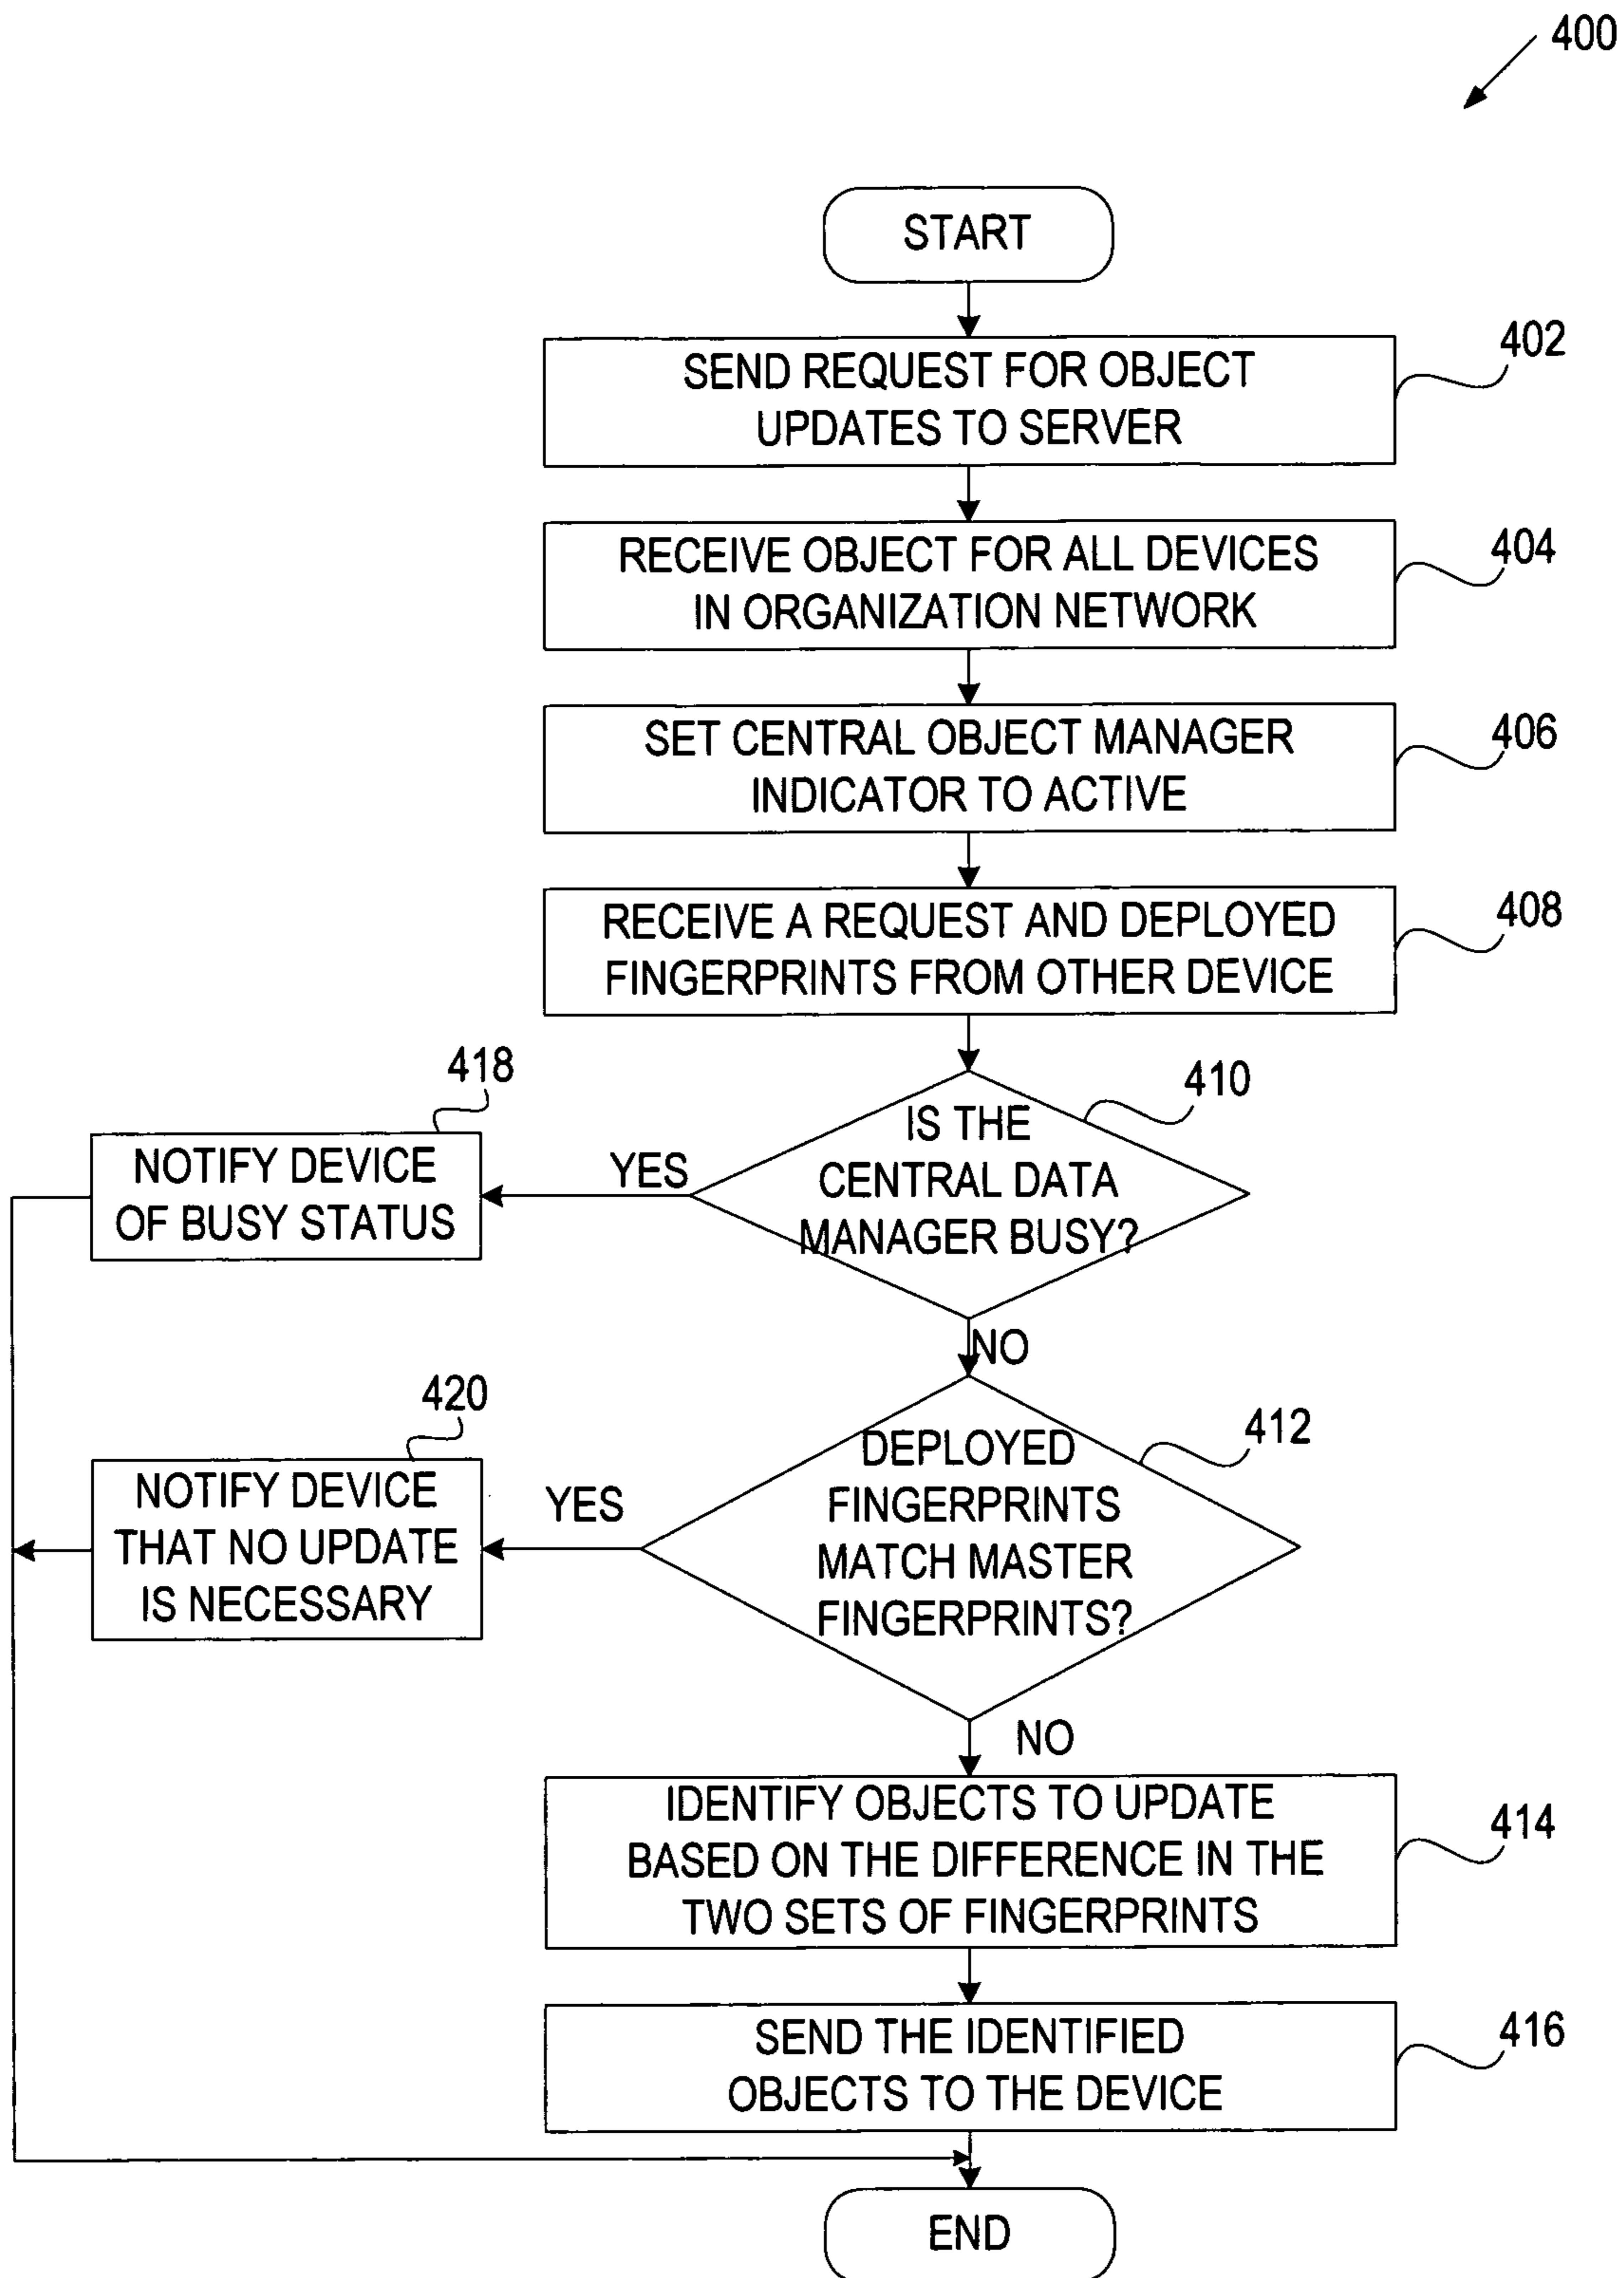 400
START
SEND REQUEST FOR OBJECT
UPDATES TO SERVER
402
RECEIVE OBJECT FOR ALL DEVICES
IN ORGANIZATION NETWORK
404
SET CENTRAL OBJECT MANAGER
INDICATOR TO ACTIVE
406
RECEIVE A REQUEST AND DEPLOYED
FINGERPRINTS FROM OTHER DEVICE
408
IS THE
CENTRAL DATA
MANAGER BUSY?
410
YES
418
NOTIFY DEVICE
OF BUSY STATUS
NO
DEPLOYED
FINGERPRINTS
MATCH MASTER
FINGERPRINTS?
412
YES
420
NOTIFY DEVICE
THAT NO UPDATE
IS NECESSARY
NO
IDENTIFY OBJECTS TO UPDATE
BASED ON THE DIFFERENCE IN THE
TWO SETS OF FINGERPRINTS
414
SEND THE IDENTIFIED
OBJECTS TO THE DEVICE
416
END